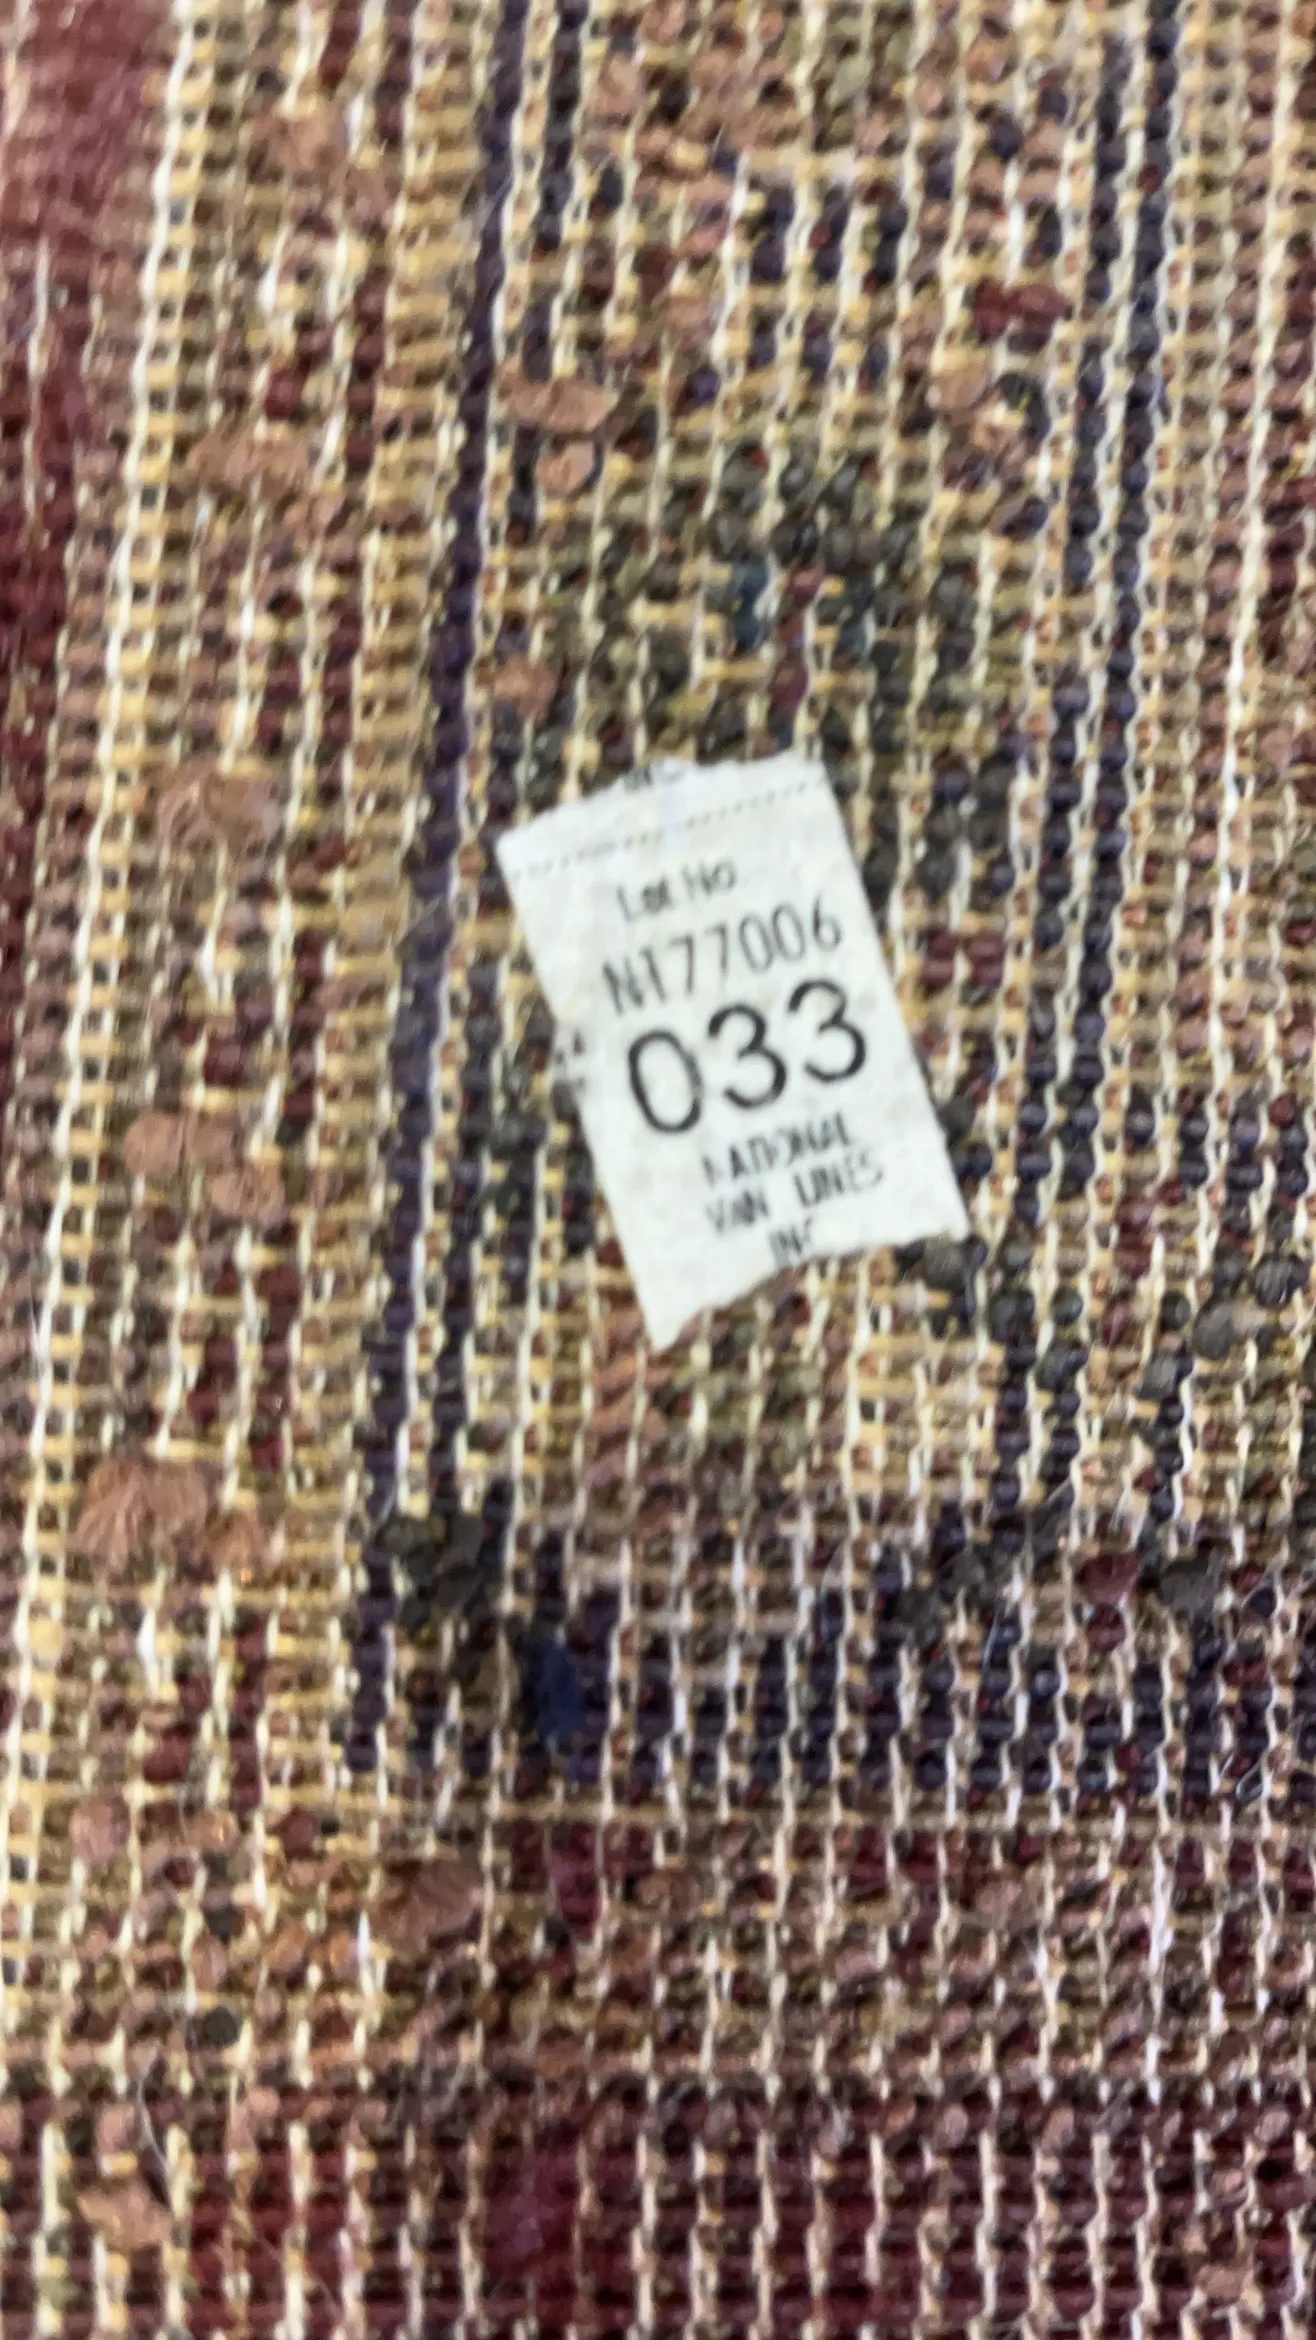 Lot No.
N177006
033
NATIONAL
VAN LINES
INC